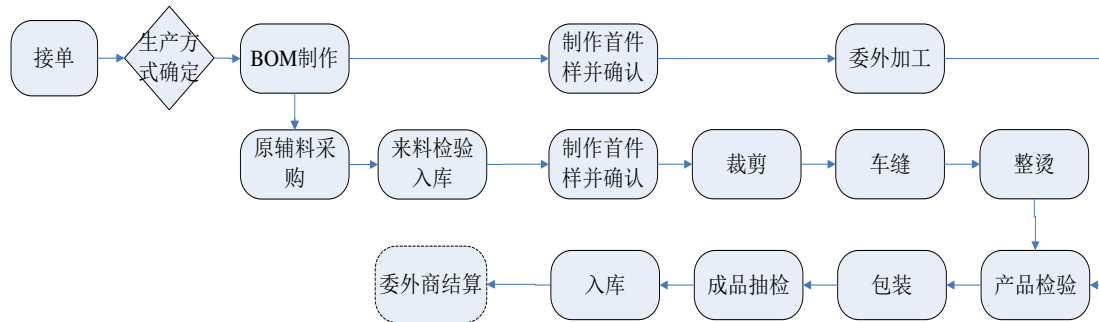 接单
生产方
式确定
BOM制作
制作首件
样并确认
委外加工
原辅料采
购
来料检验
入库
制作首件
样并确认
裁剪
车缝
整烫
委外商结算
入库
成品抽检
包装
产品检验